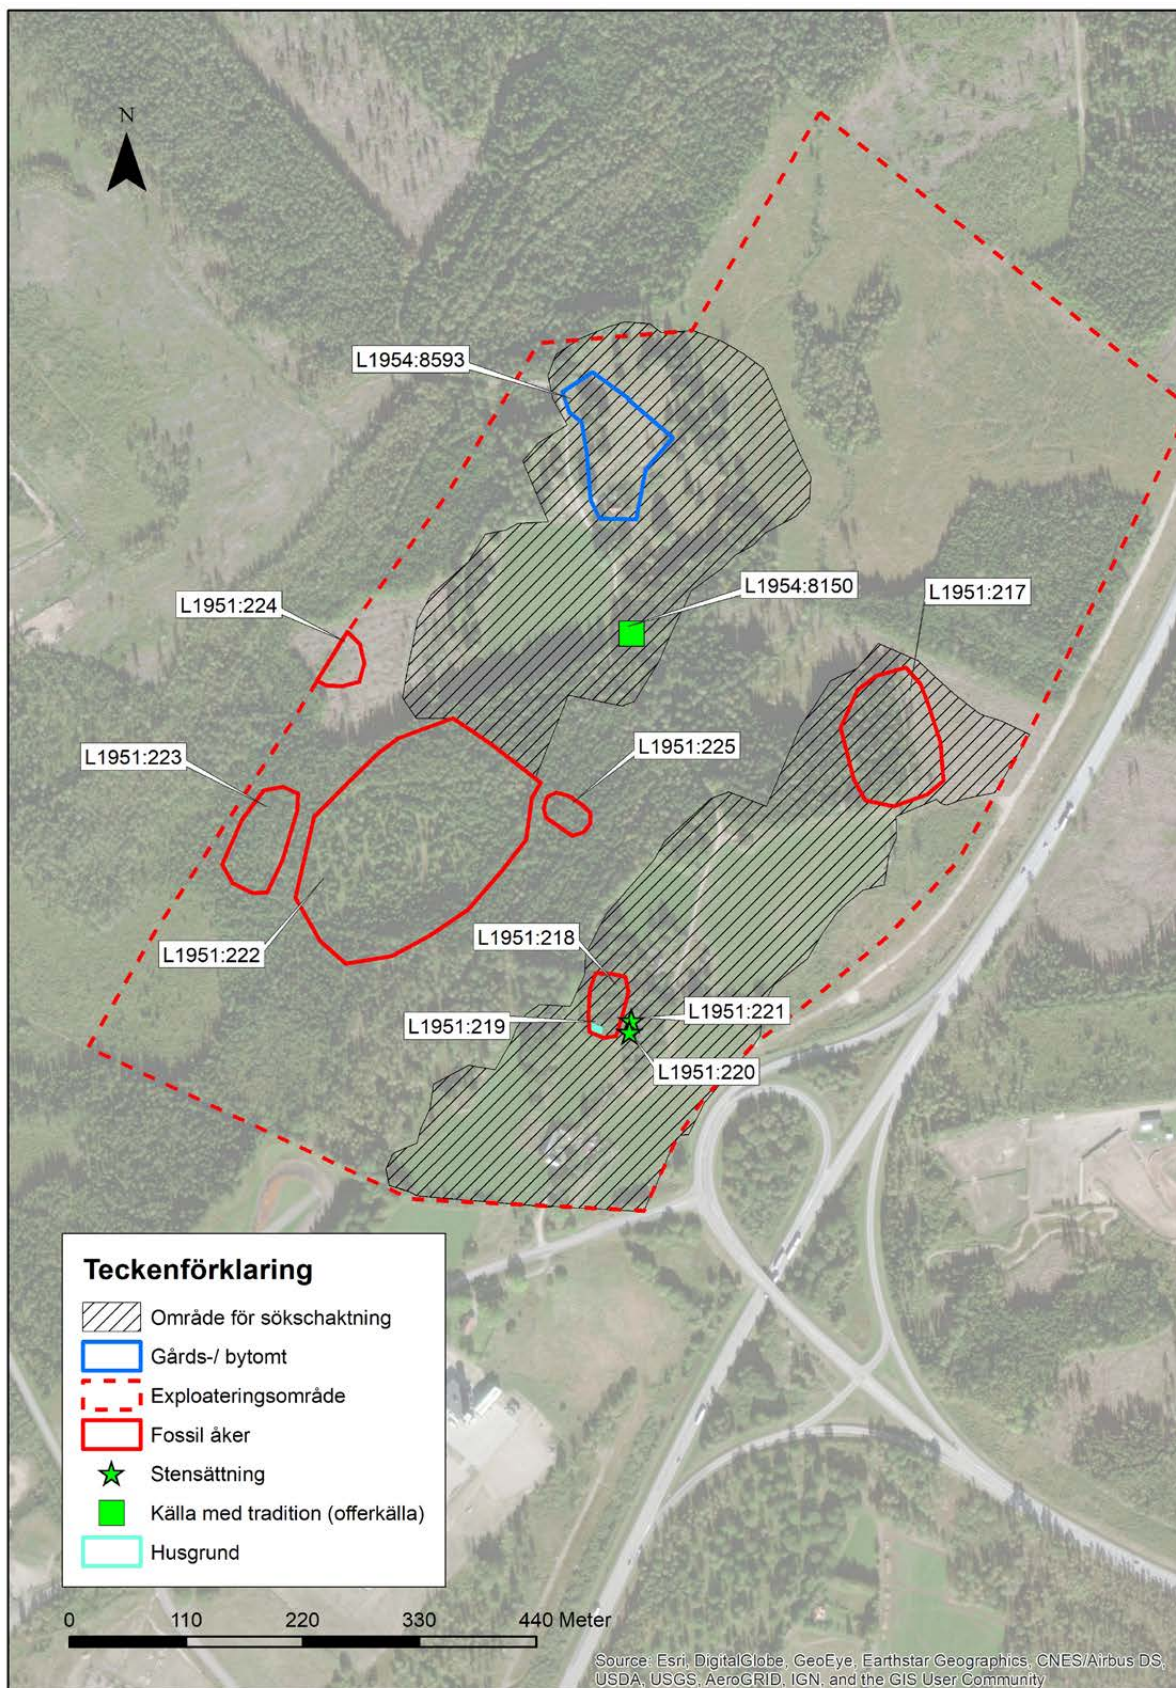 N
L1954:8593
L1954:8150
L1951:217
L1951:224
L1951:225
L1951:223
L1951:218
L1951:222
L1951:221
L1951:219
L1951:220
Teckenförklaring
Område för sökschaktning
Gårds-/ bytomt
Exploateringsområde
Fossil åker
Stensättning
Källa med tradition (offerkälla)
Husgrund
0 110 220 330 440 Meter
Source: Esri, DigitalGlobe, GeoEye, Earthstar Geographics, CNES/Airbus DS,
USDA, USGS, AeroGRID, IGN, and the GIS User Community